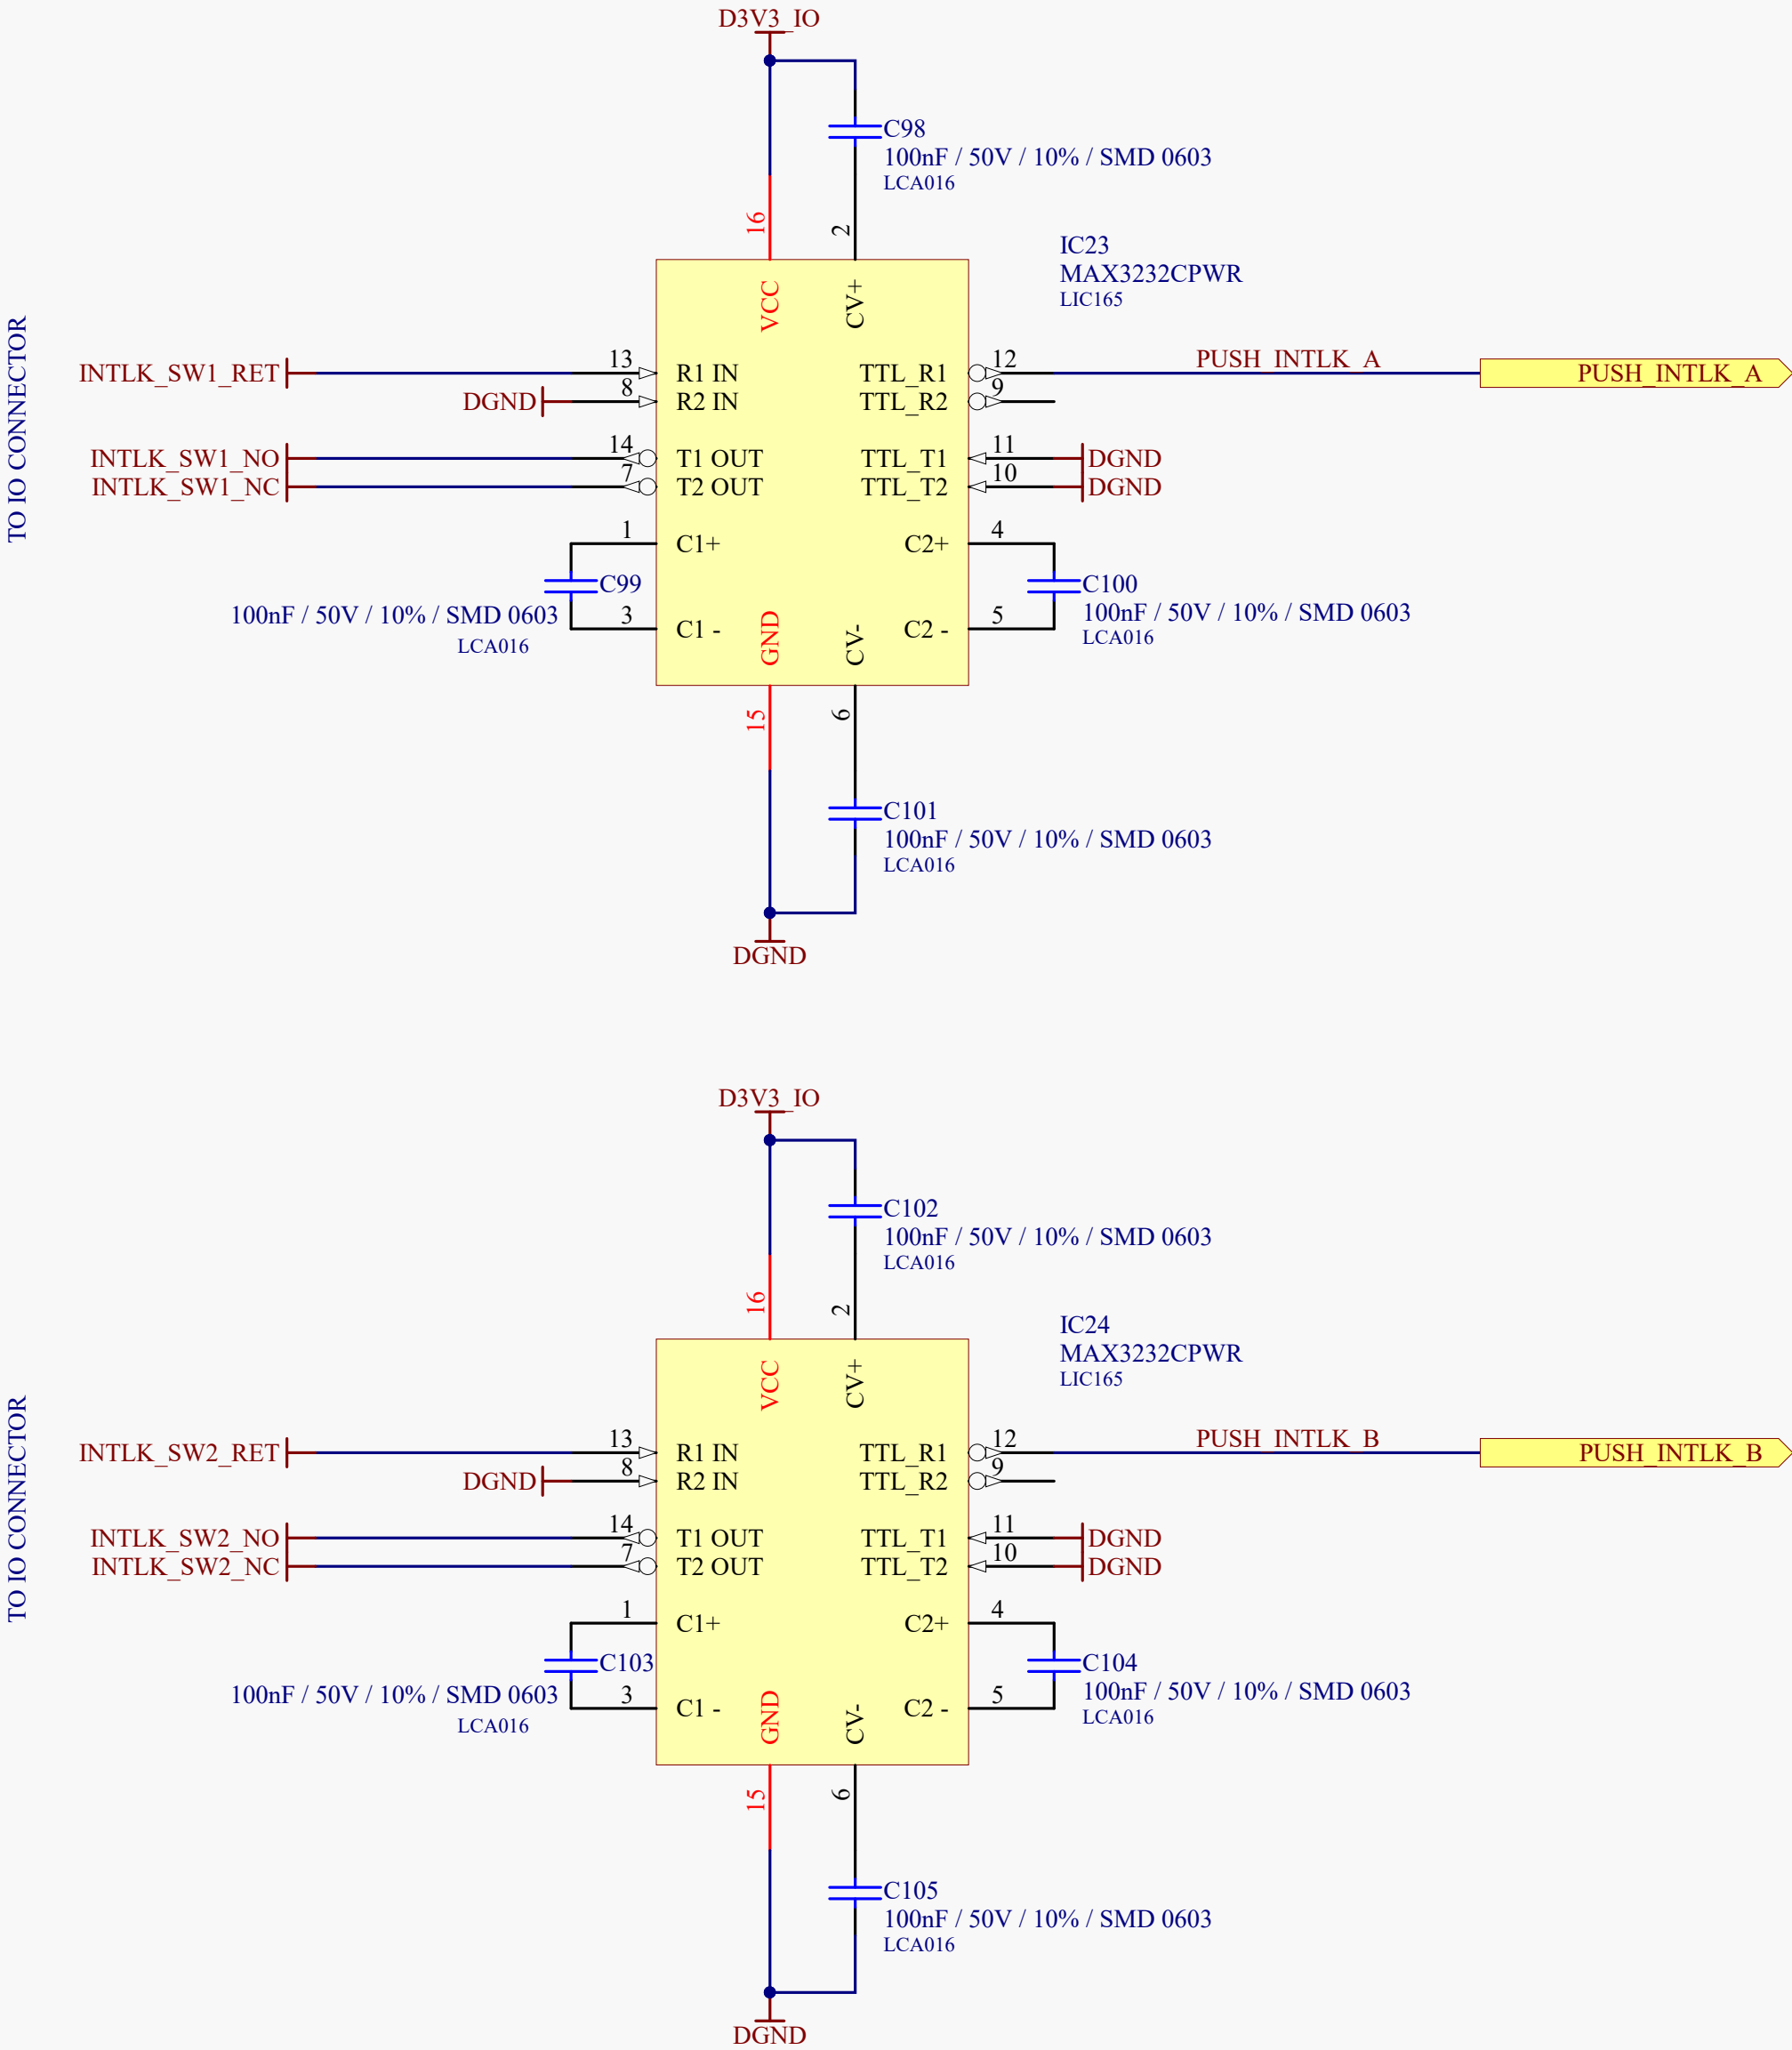 D3V3_IO
C98
100nF / 50V / 10% / SMD 0603
LCA016
16
2
IC23
MAX3232CPWR
LIC165
VCC
CV+
TO IO CONNECTOR
INTLK_SW1_RET
13
R1 IN
TTL_R1
12
PUSH_INTLK_A
PUSH_INTLK_A
DGND
8
R2 IN
TTL_R2
9
INTLK_SW1_NO
14
T1 OUT
TTL_T1
11
DGND
INTLK_SW1_NC
7
T2 OUT
TTL_T2
10
DGND
1
C1+
C2+
4
C99
100nF / 50V / 10% / SMD 0603
LCA016
C100
100nF / 50V / 10% / SMD 0603
LCA016
3
C1 -
C2 -
5
GND
CV-
15
6
C101
100nF / 50V / 10% / SMD 0603
LCA016
DGND
D3V3_IO
C102
100nF / 50V / 10% / SMD 0603
LCA016
16
2
IC24
MAX3232CPWR
LIC165
VCC
CV+
TO IO CONNECTOR
INTLK_SW2_RET
13
R1 IN
TTL_R1
12
PUSH_INTLK_B
PUSH_INTLK_B
DGND
8
R2 IN
TTL_R2
9
INTLK_SW2_NO
14
T1 OUT
TTL_T1
11
DGND
INTLK_SW2_NC
7
T2 OUT
TTL_T2
10
DGND
1
C1+
C2+
4
C103
100nF / 50V / 10% / SMD 0603
LCA016
C104
100nF / 50V / 10% / SMD 0603
LCA016
3
C1 -
C2 -
5
GND
CV-
15
6
C105
100nF / 50V / 10% / SMD 0603
LCA016
DGND